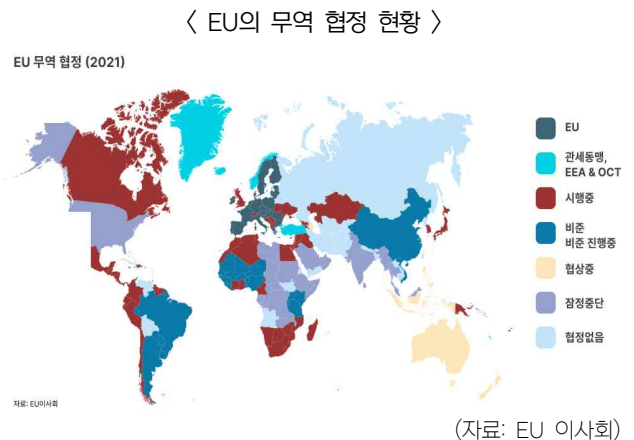 〈 EU의 무역 협정 현황 〉
EU 무역 협정 (2021)
EU
관세동맹,
EEA & OCT
시행중
비준
비준 진행중
협상중
잠정중단
협정없음
자료: EU이사회
(자료: EU 이사회)